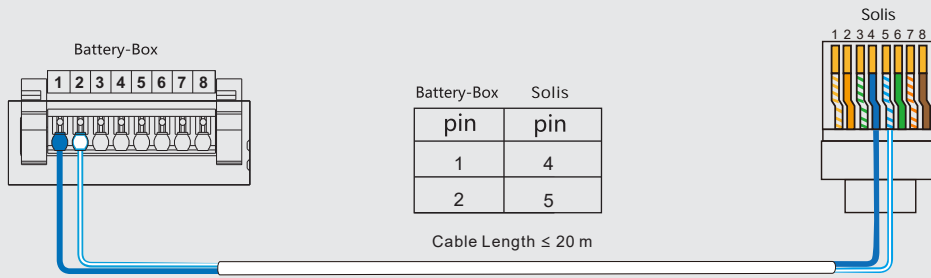 Solis
1 2 3 4 5 6 7 8
Battery-Box
1 2 3 4 5 6 7 8
Battery-Box Solis
pin pin
1 4
2 5
Cable Length ≤ 20 m